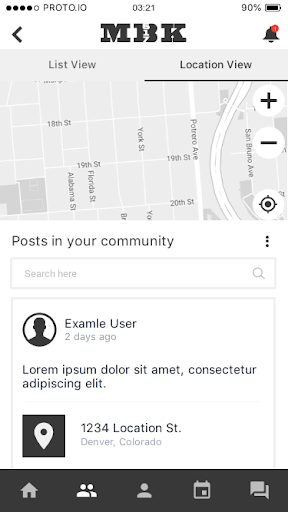 PROTO.IO 03:21 90%
MBK
List View Location View
18th St
19th St
19th St
20th St
York St
Florida St
Alabama St
Potrero Ave
San Bruno Ave
Posts in your community
Search here
Examle User
2 days ago
Lorem ipsum dolor sit amet, consectetur
adipiscing elit.
1234 Location St.
Denver, Colorado